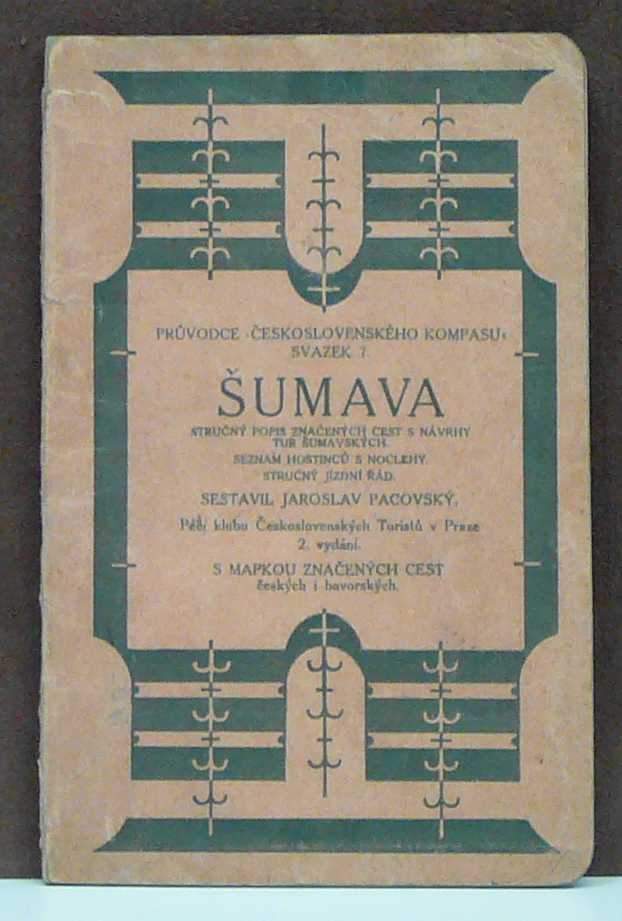 PRŮVODCE ›ČESKOSLOVENSKÉHO KOMPASU‹
SVAZEK 7
ŠUMAVA
STRUČNÝ POPIS ZNAČENÝCH CEST S NÁVRHY
TUR ŠUMAVSKÝCH.
SEZNAM HOSTINCŮ S NOCLEHY.
STRUČNÝ JÍZDNÍ ŘÁD.
SESTAVIL JAROSLAV PACOVSKÝ.
Péčí klubu Československých Turistů v Praze
2. vydání.
S MAPKOU ZNAČENÝCH CEST
českých i bavorských.